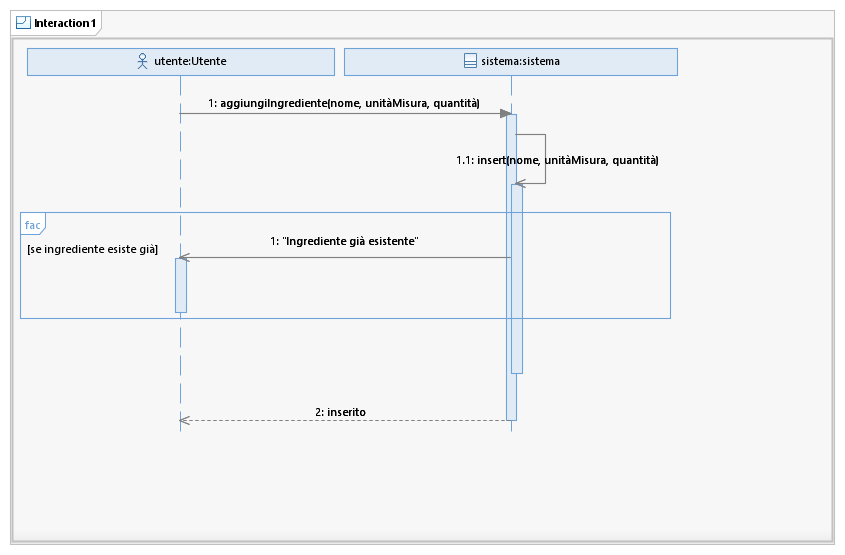 Interaction1
utente:Utente
sistema:sistema
1: aggiungiIngrediente(nome, unitàMisura, quantità)
1.1: insert(nome, unitàMisura, quantità)
fac
1: "Ingrediente già esistente"
[se ingrediente esiste già]
2: inserito